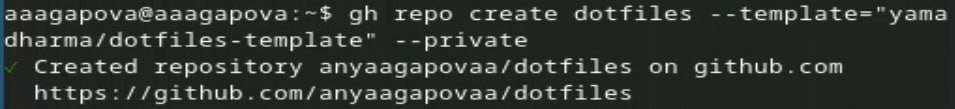 aaagapova@aaagapova:~$ gh repo create dotfiles --template="yama
dharma/dotfiles-template" --private
✓ Created repository anyaagapovaa/dotfiles on github.com
https://github.com/anyaagapovaa/dotfiles